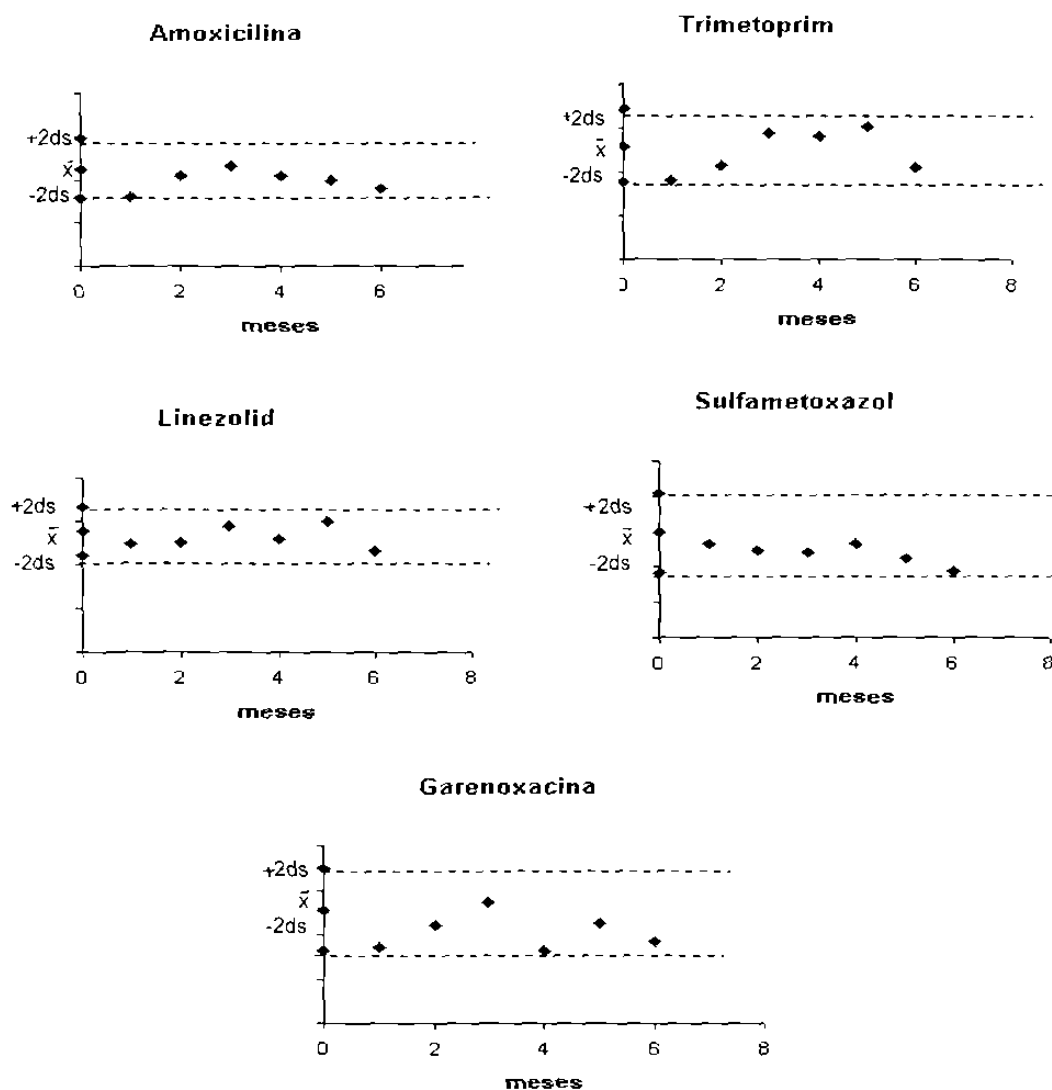 Amoxicilina
+2ds
x̄
-2ds
0 2 4 6
meses
Trimetoprim
+2ds
x̄
-2ds
0 2 4 6 8
meses
Linezolid
+2ds
x̄
-2ds
0 2 4 6 8
meses
Sulfametoxazol
+2ds
x̄
-2ds
0 2 4 6 8
meses
Garenoxacina
+2ds
x̄
-2ds
0 2 4 6 8
meses